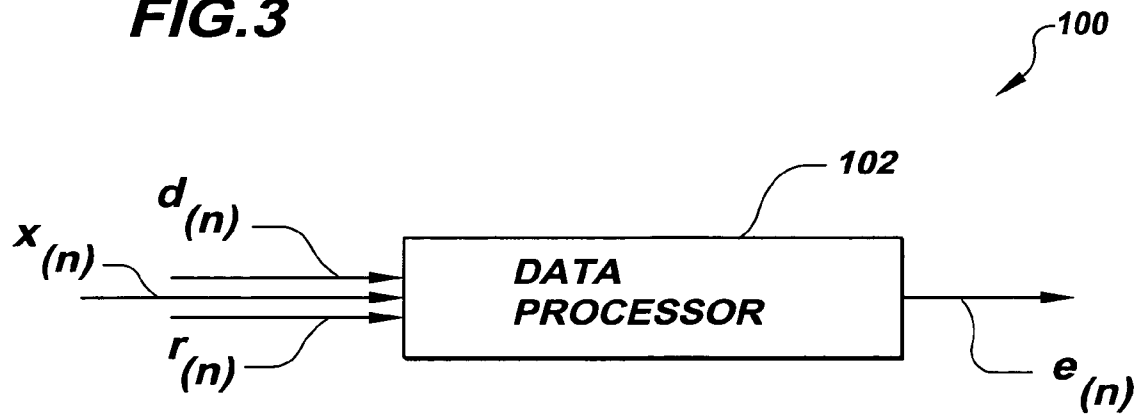 FIG.3
100
102
d(n)
x(n)
DATA
PROCESSOR
r(n)
e(n)